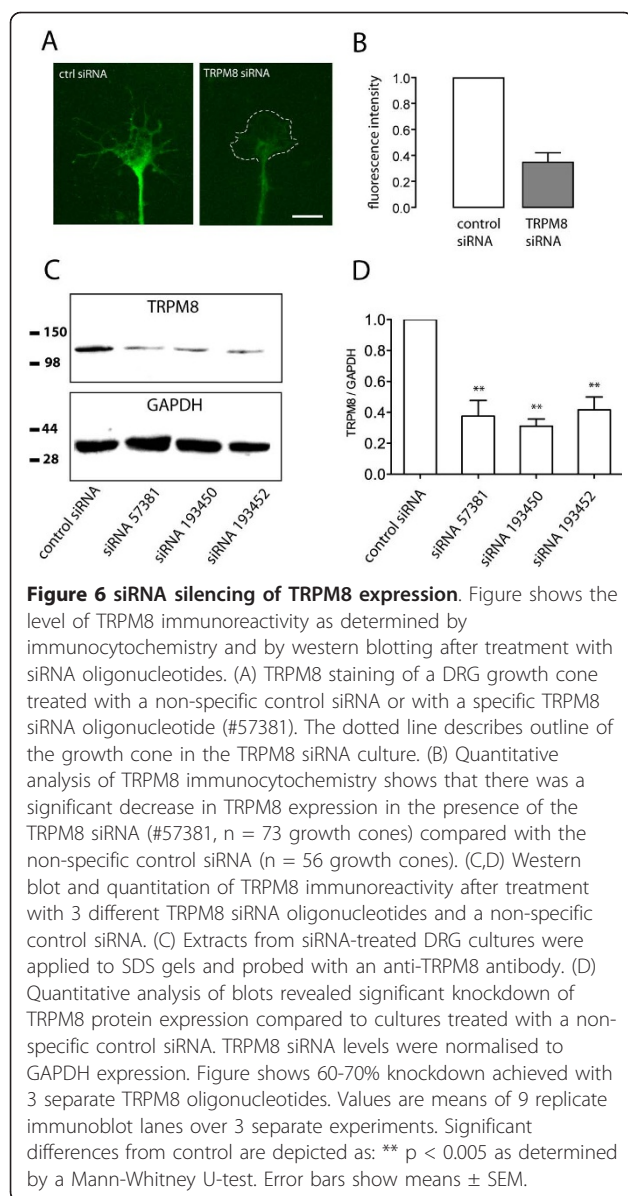 A
ctrl siRNA
TRPM8 siRNA
B
fluorescence intensity
1.0
0.8
0.6
0.4
0.2
0.0
control
siRNA
TRPM8
siRNA
C
TRPM8
150
98
GAPDH
44
28
control siRNA
siRNA 57381
siRNA 193450
siRNA 193452
D
TRPM8 / GAPDH
1.0
0.8
0.6
0.4
0.2
0.0
**
**
**
control siRNA
siRNA 57381
siRNA 193450
siRNA 193452
Figure 6 siRNA silencing of TRPM8 expression. Figure shows the
level of TRPM8 immunoreactivity as determined by
immunocytochemistry and by western blotting after treatment with
siRNA oligonucleotides. (A) TRPM8 staining of a DRG growth cone
treated with a non-specific control siRNA or with a specific TRPM8
siRNA oligonucleotide (#57381). The dotted line describes outline of
the growth cone in the TRPM8 siRNA culture. (B) Quantitative
analysis of TRPM8 immunocytochemistry shows that there was a
significant decrease in TRPM8 expression in the presence of the
TRPM8 siRNA (#57381, n = 73 growth cones) compared with the
non-specific control siRNA (n = 56 growth cones). (C,D) Western
blot and quantitation of TRPM8 immunoreactivity after treatment
with 3 different TRPM8 siRNA oligonucleotides and a non-specific
control siRNA. (C) Extracts from siRNA-treated DRG cultures were
applied to SDS gels and probed with an anti-TRPM8 antibody. (D)
Quantitative analysis of blots revealed significant knockdown of
TRPM8 protein expression compared to cultures treated with a non-
specific control siRNA. TRPM8 siRNA levels were normalised to
GAPDH expression. Figure shows 60-70% knockdown achieved with
3 separate TRPM8 oligonucleotides. Values are means of 9 replicate
immunoblot lanes over 3 separate experiments. Significant
differences from control are depicted as: ** p < 0.005 as determined
by a Mann-Whitney U-test. Error bars show means ± SEM.